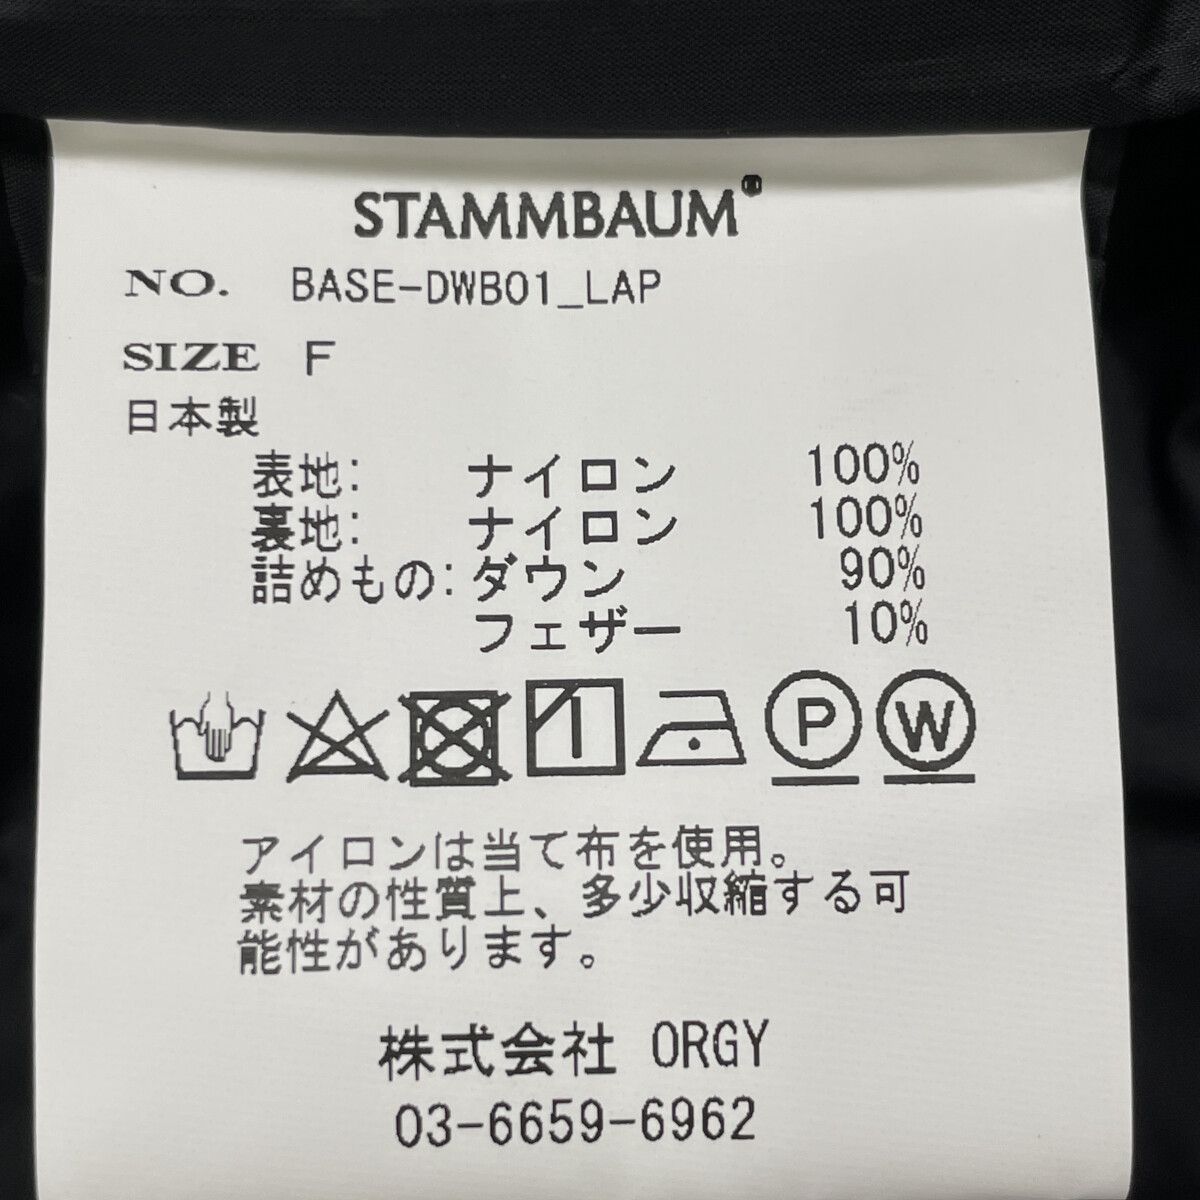 STAMMBAUM®
NO. BASE-DWB01_LAP
SIZE F
日本製
表地: ナイロン 100%
裏地: ナイロン 100%
詰めもの: ダウン 90%
フェザー 10%
P W
アイロンは当て布を使用。
素材の性質上、多少収縮する可
能性があります。
株式会社 ORGY
03-6659-6962